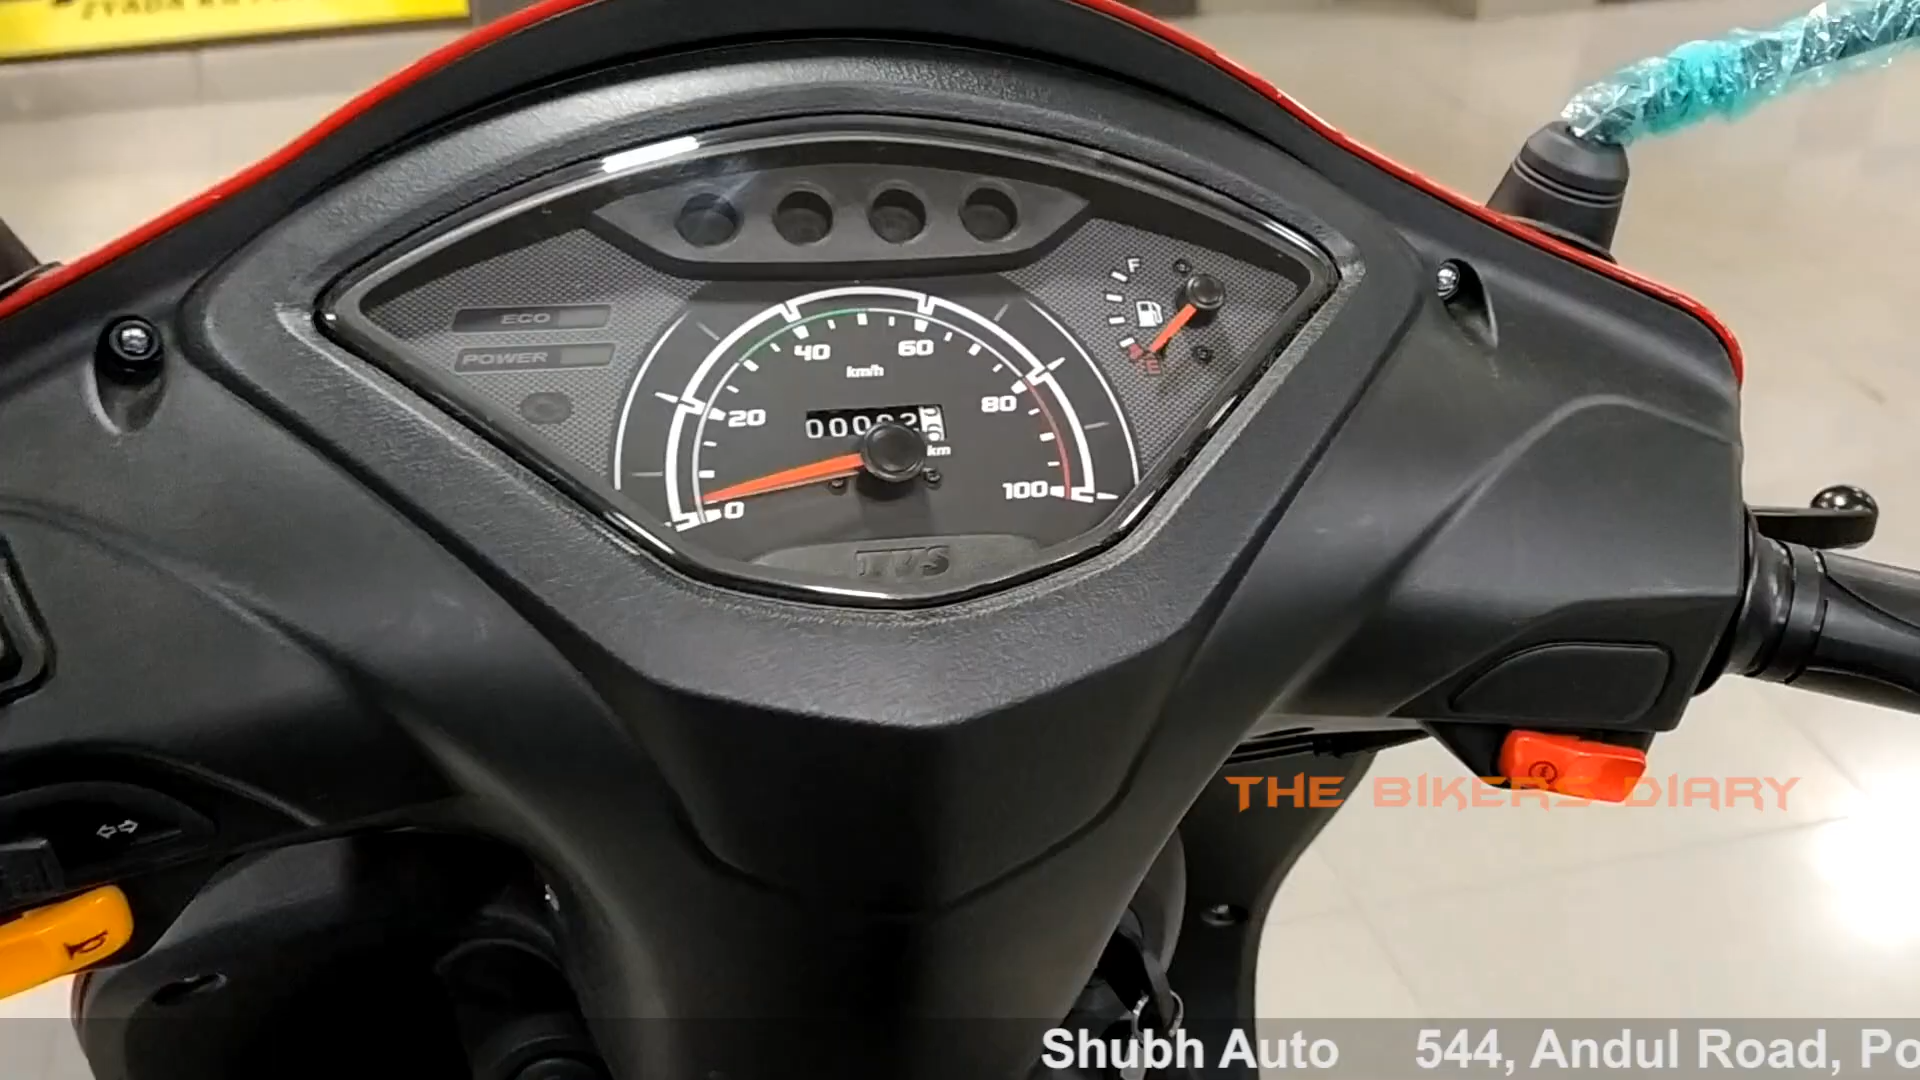 ECO
POWER
F
E
0
20
40
60
80
100
km/h
km
TVS
THE BIKERS DIARY
Shubh Auto 544, Andul Road, Po